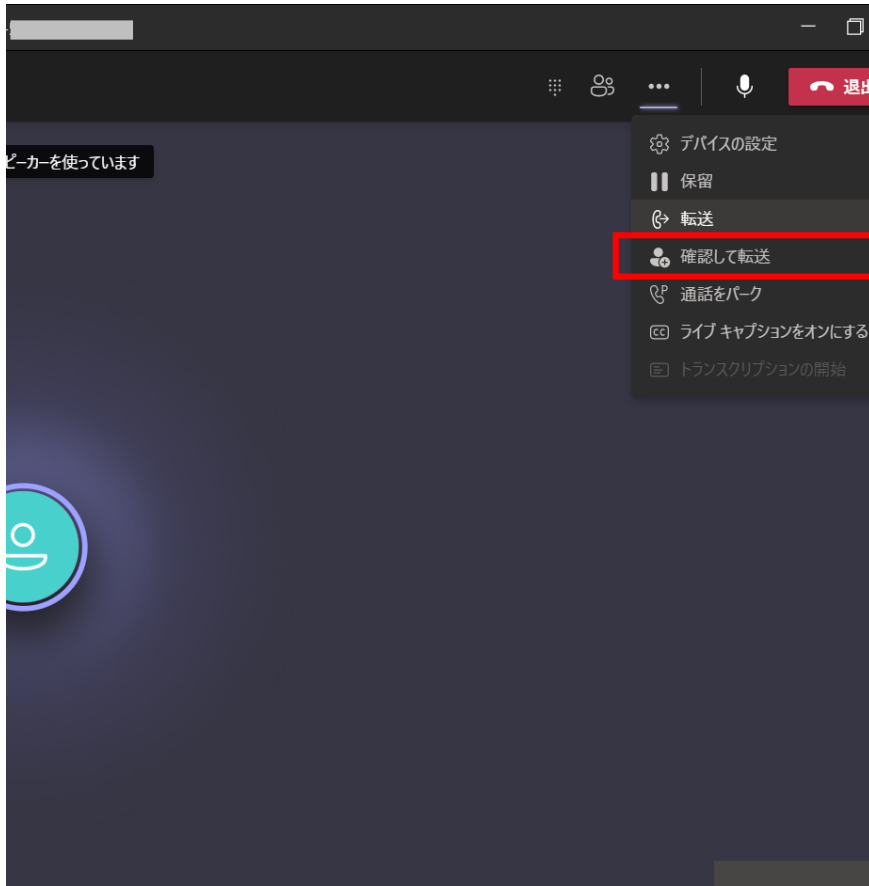 退出
ピーカーを使っています
デバイスの設定
保留
転送
確認して転送
通話をパーク
ライブ キャプションをオンにする
トランスクリプションの開始